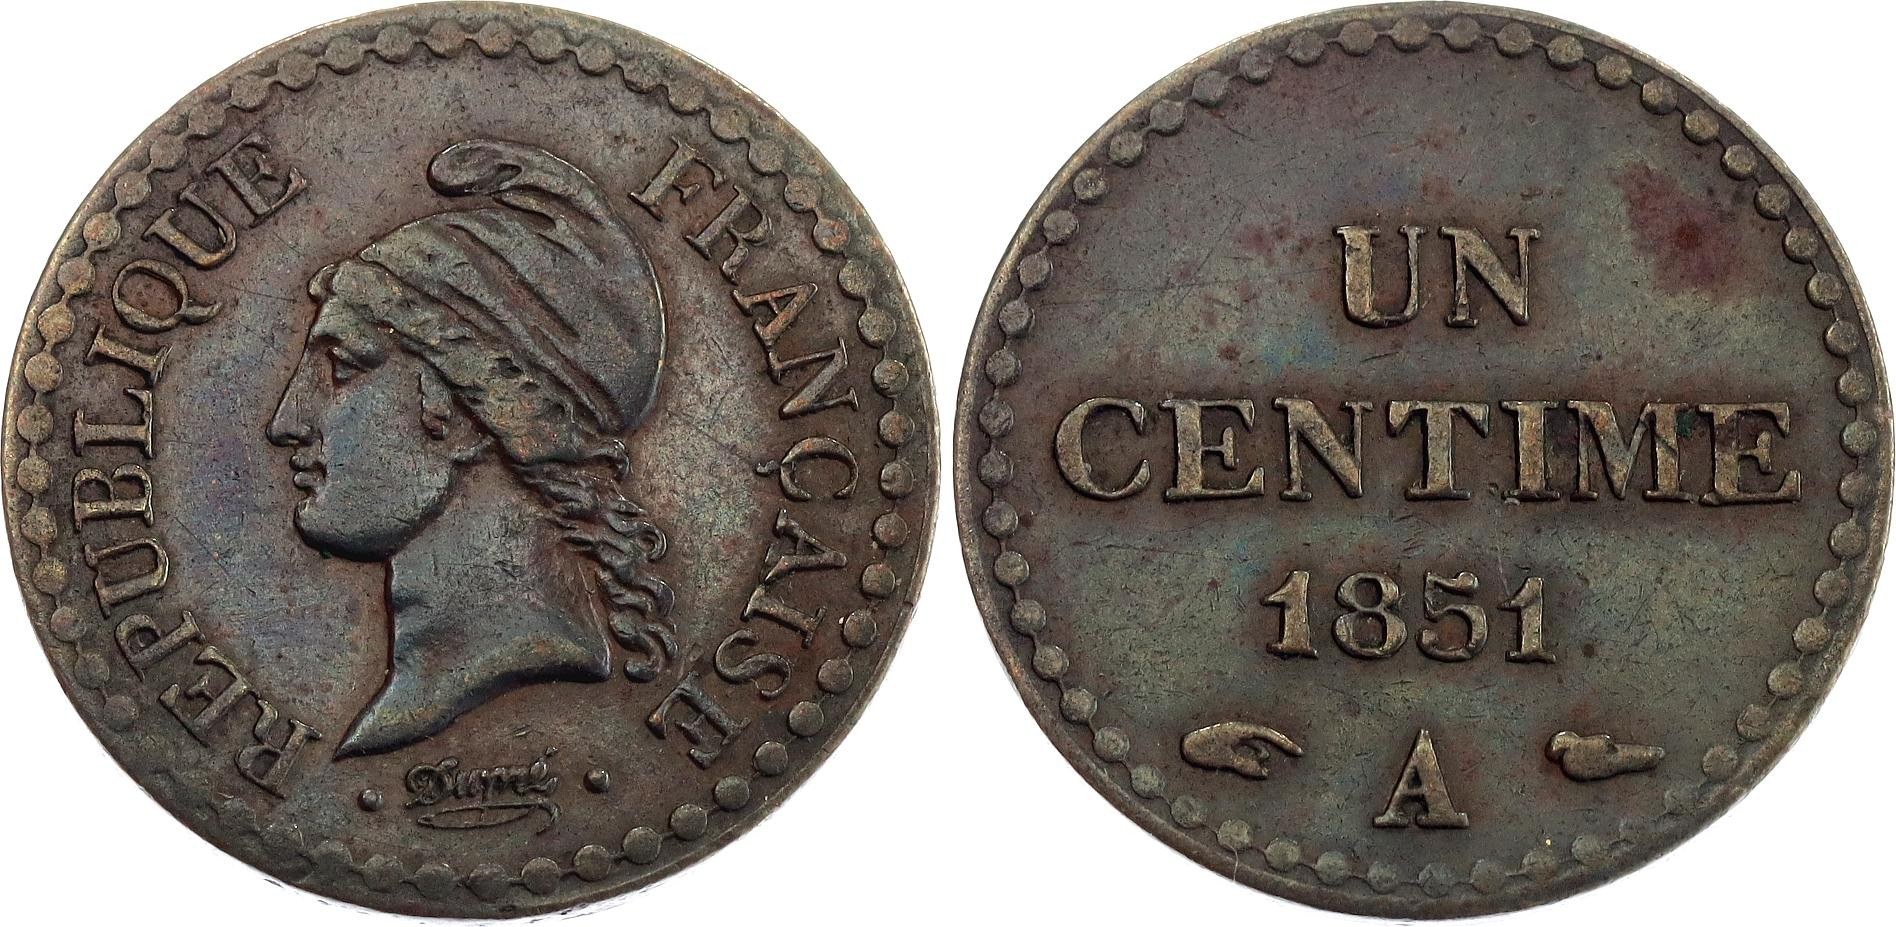 REPUBLIQUE FRANÇAISE
Dupré
UN
CENTIME
1851
A